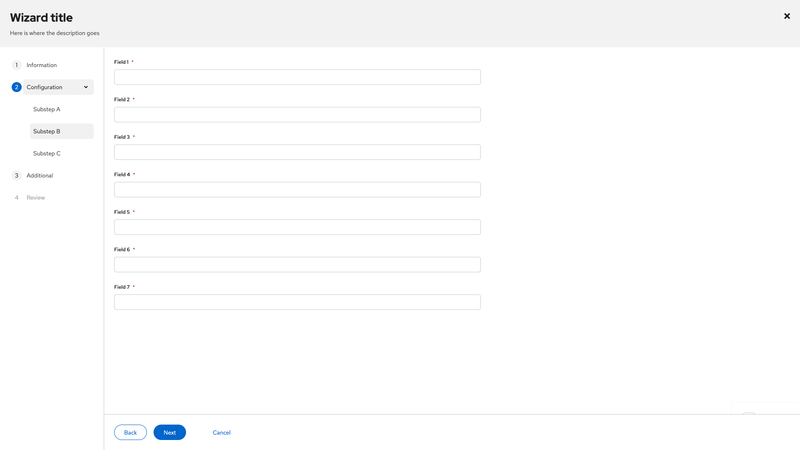 Wizard title
Here is where the description goes
1 Information
2 Configuration
Substep A
Substep B
Substep C
3 Additional
4 Review
Field 1 *
Field 2 *
Field 3 *
Field 4 *
Field 5 *
Field 6 *
Field 7 *
Back Next Cancel